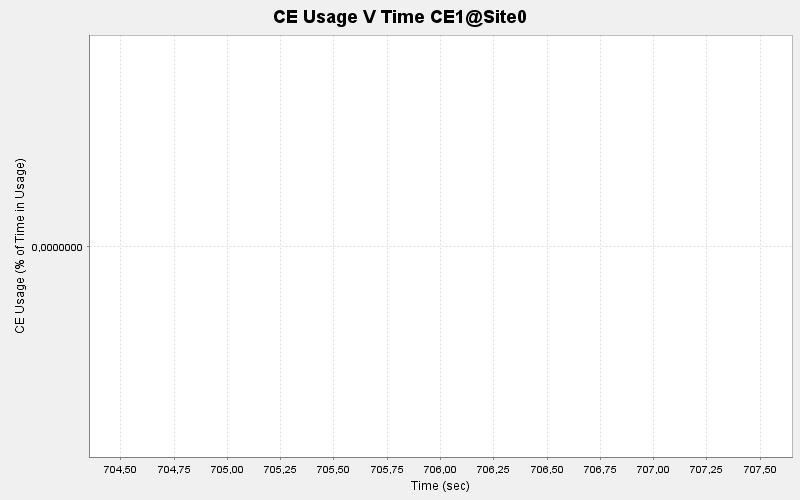 CE Usage V Time CE1@Site0
CE Usage (% of Time in Usage)
0,0000000
704,50 704,75 705,00 705,25 705,50 705,75 706,00 706,25 706,50 706,75 707,00 707,25 707,50
Time (sec)